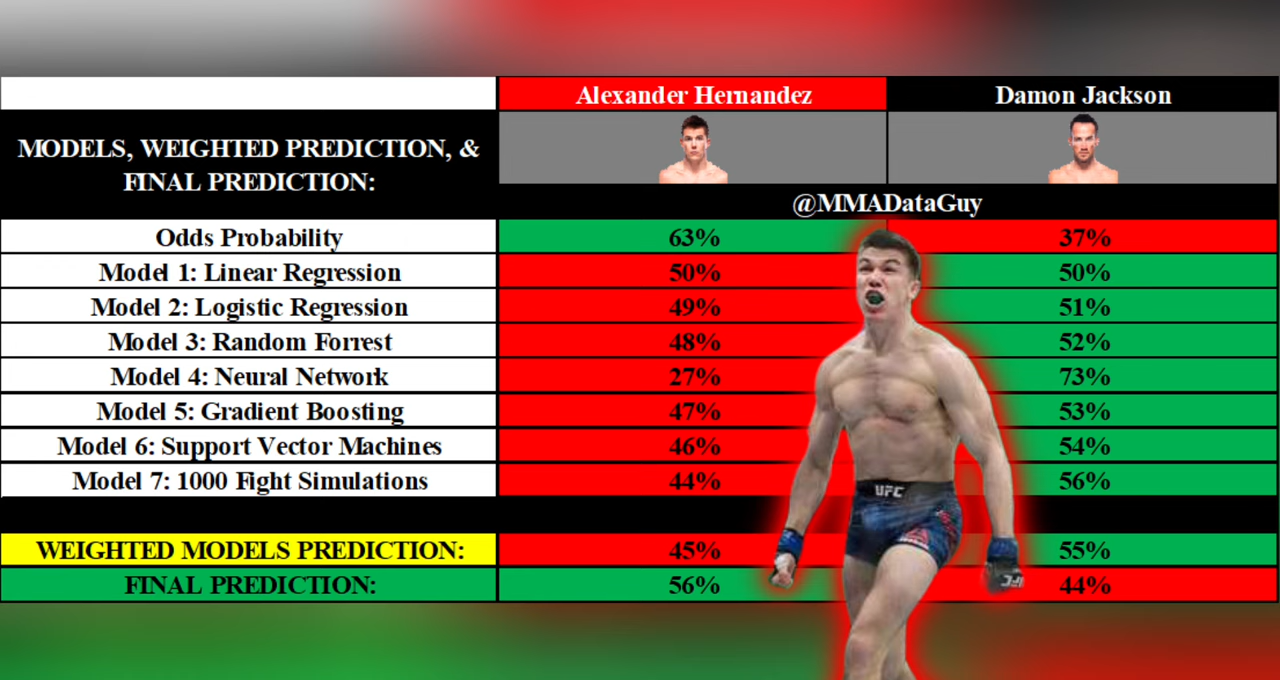 Alexander Hernandez Damon Jackson
MODELS, WEIGHTED PREDICTION, &
FINAL PREDICTION:
@MMADataGuy
Odds Probability 63% 37%
Model 1: Linear Regression 50% 50%
Model 2: Logistic Regression 49% 51%
Model 3: Random Forrest 48% 52%
Model 4: Neural Network 27% 73%
Model 5: Gradient Boosting 47% 53%
Model 6: Support Vector Machines 46% 54%
Model 7: 1000 Fight Simulations 44% 56%
UFC
WEIGHTED MODELS PREDICTION: 45% 55%
FINAL PREDICTION: 56% 44%
UFC